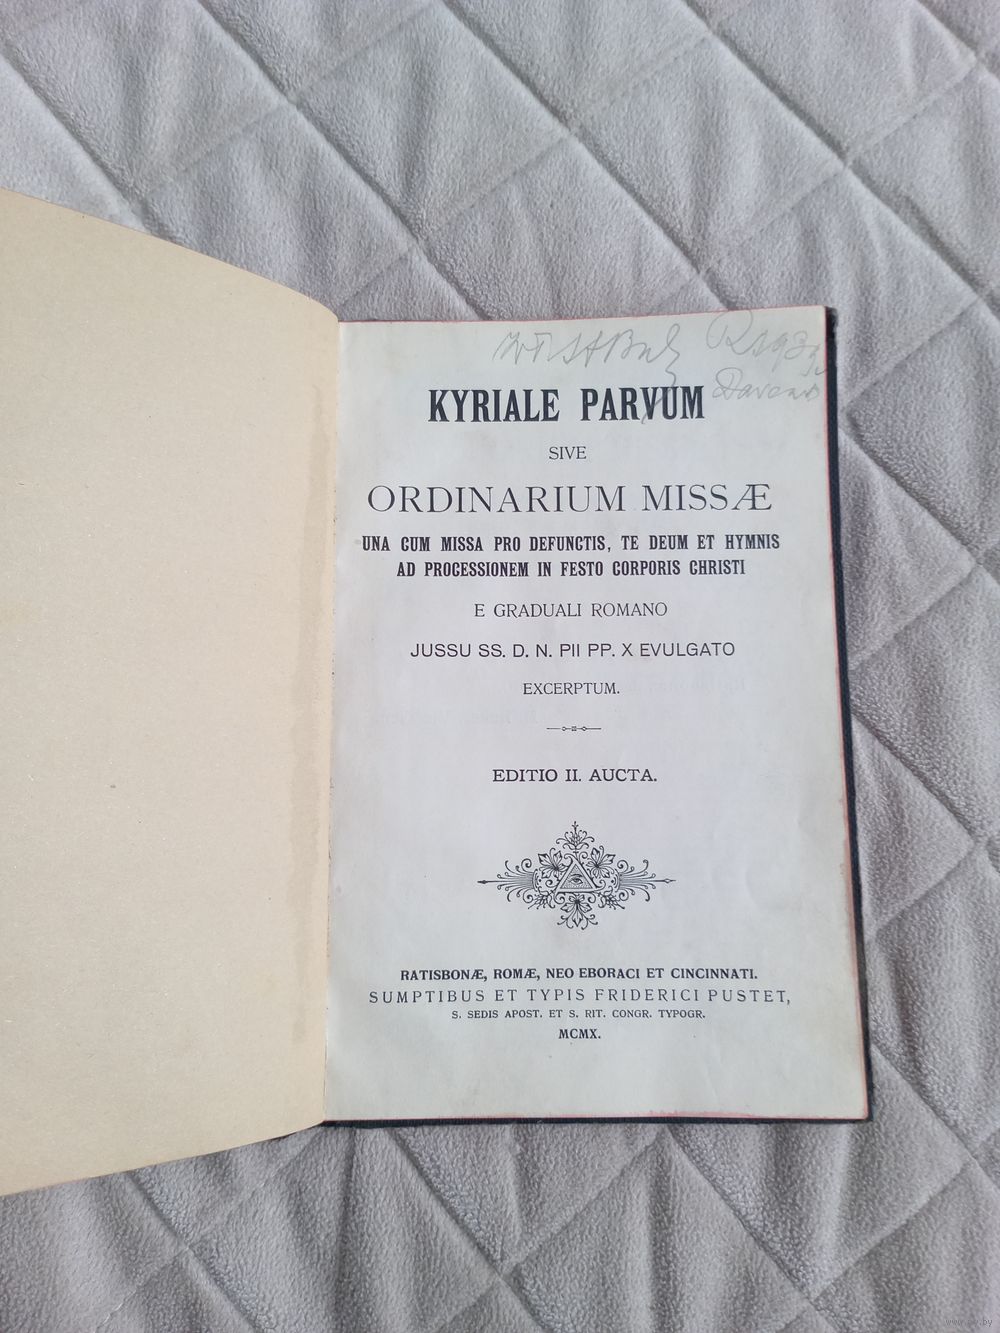 KYRIALE PARVUM
SIVE
ORDINARIUM MISSÆ
UNA CUM MISSA PRO DEFUNCTIS, TE DEUM ET HYMNIS
AD PROCESSIONEM IN FESTO CORPORIS CHRISTI
E GRADUALI ROMANO
JUSSU SS. D. N. PII PP. X EVULGATO
EXCERPTUM.
EDITIO II. AUCTA.
RATISBONÆ, ROMÆ, NEO EBORACI ET CINCINNATI.
SUMPTIBUS ET TYPIS FRIDERICI PUSTET,
S. SEDIS APOST. ET S. RIT. CONGR. TYPOGR.
MCMX.